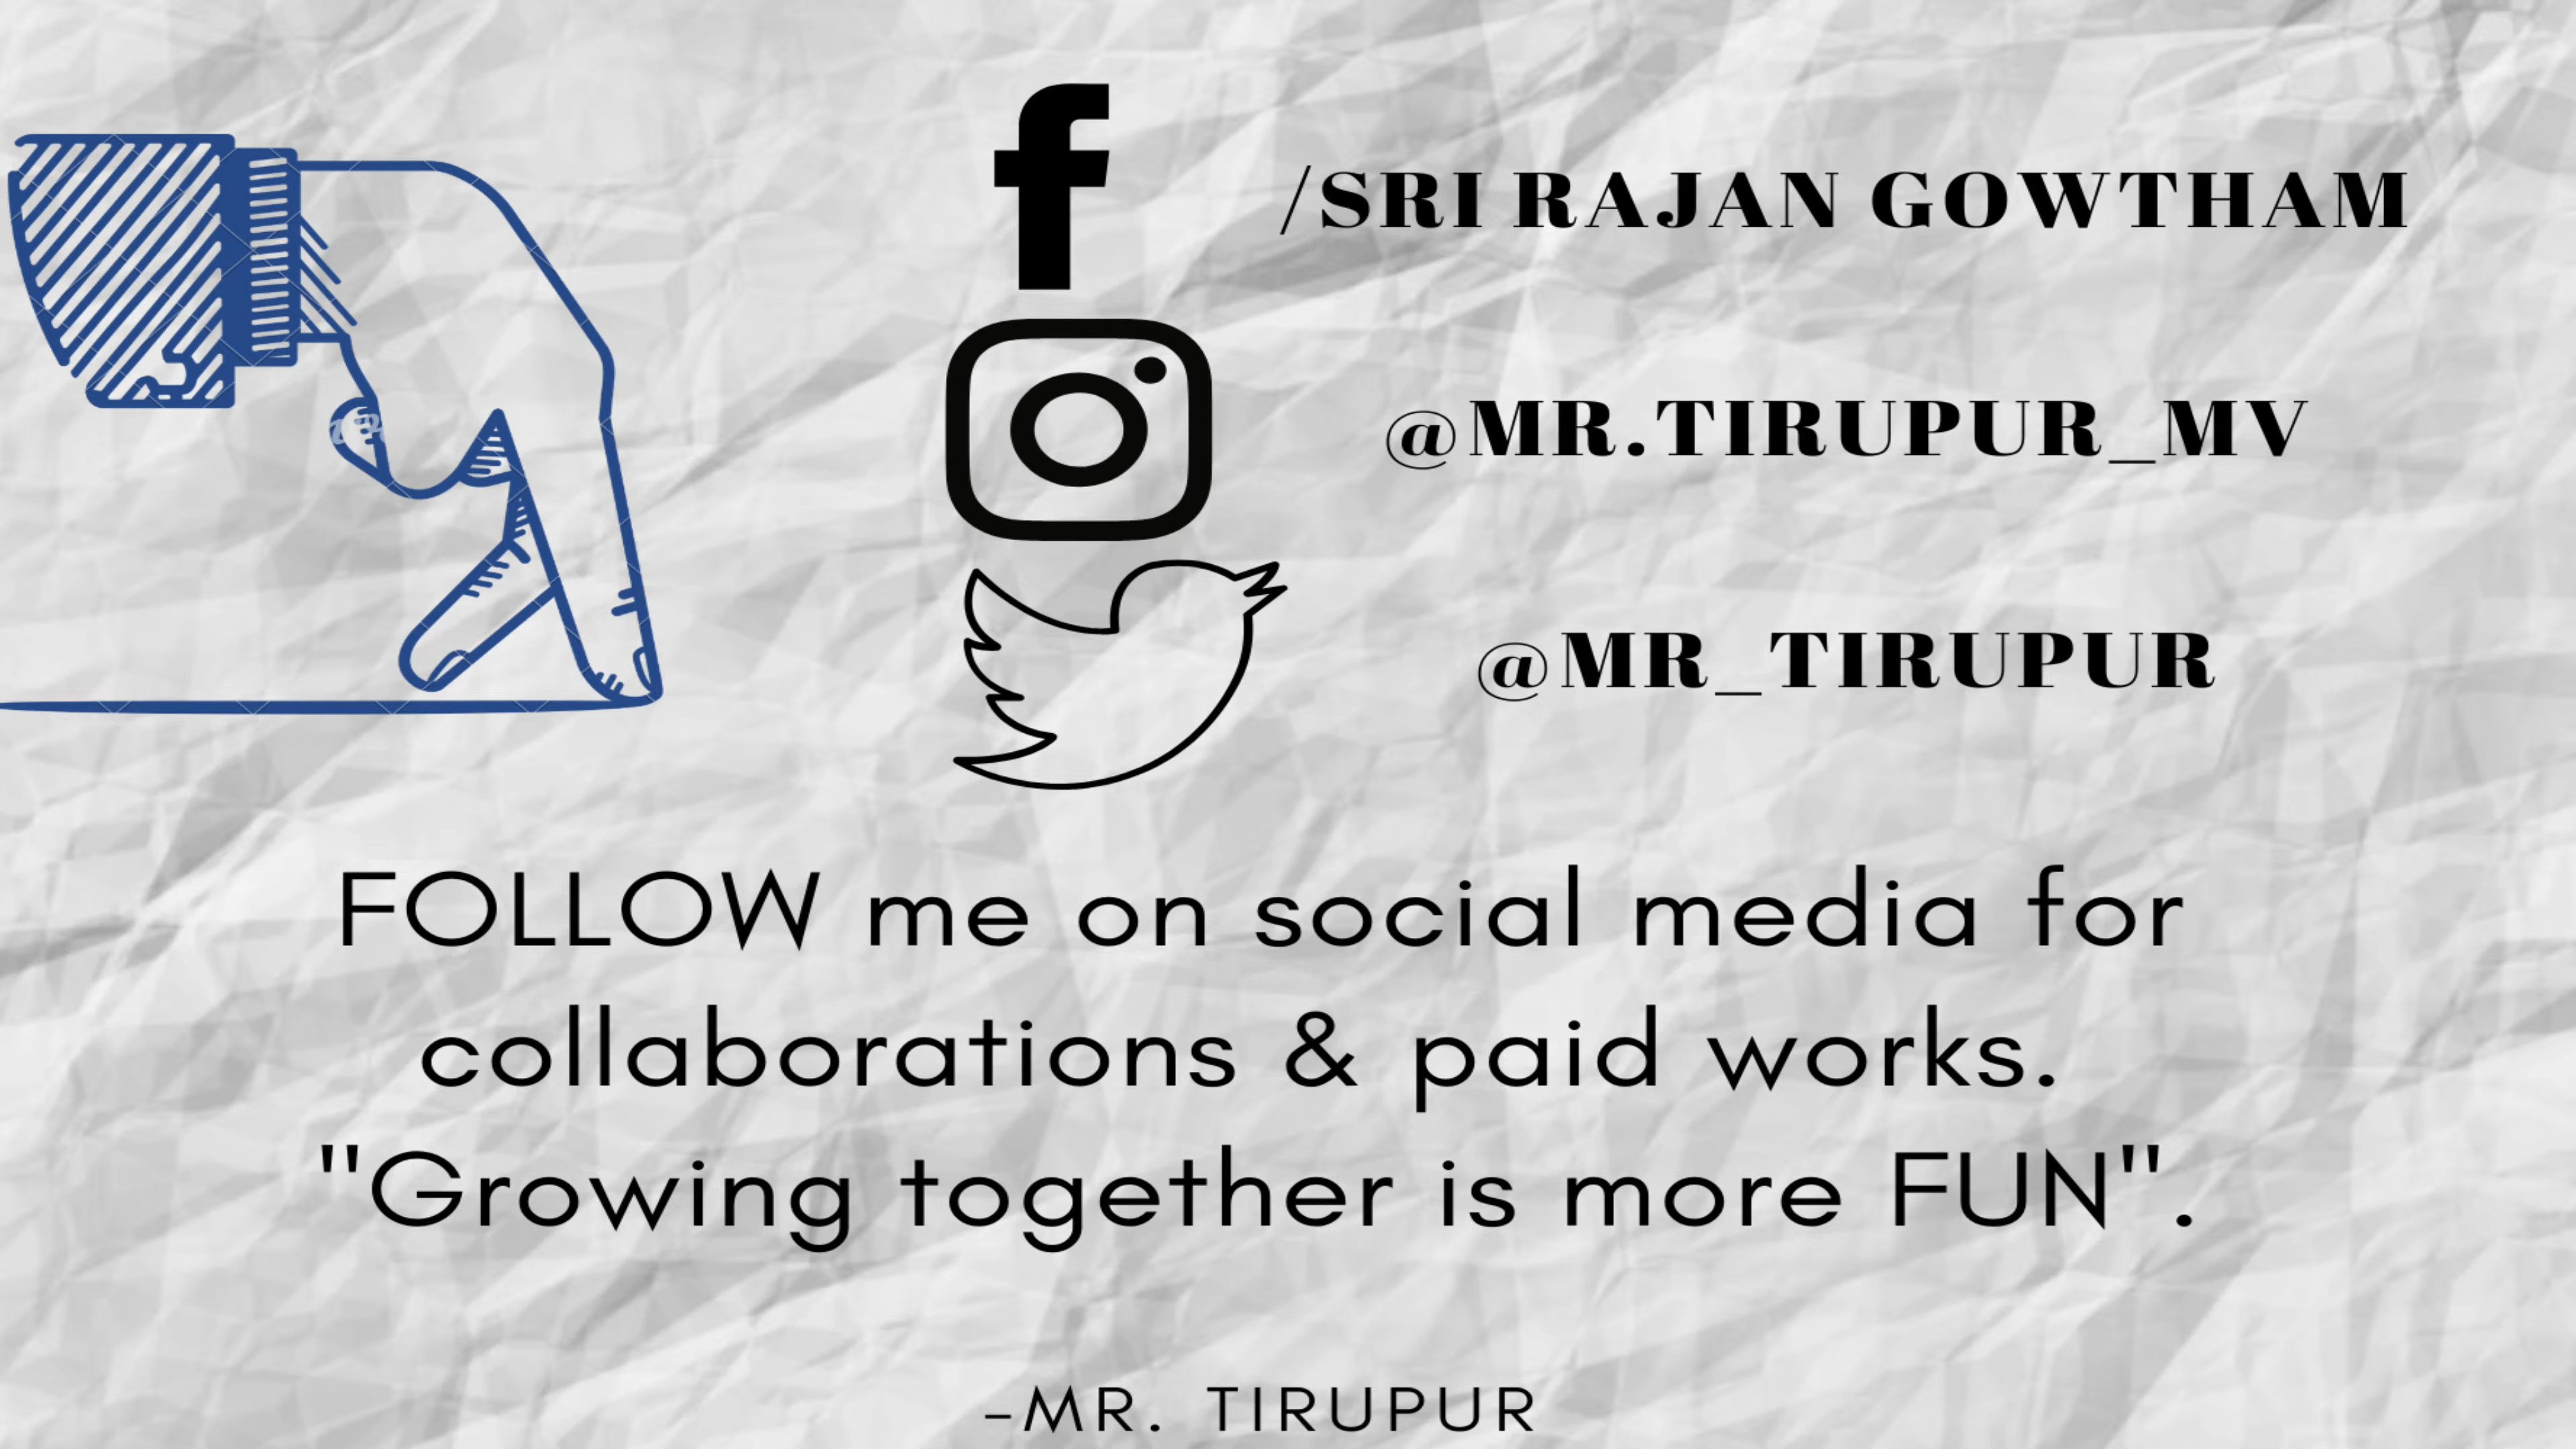 /SRI RAJAN GOWTHAM
@MR.TIRUPUR_MV
@MR_TIRUPUR
FOLLOW me on social media for
collaborations & paid works.
"Growing together is more FUN".
-MR. TIRUPUR